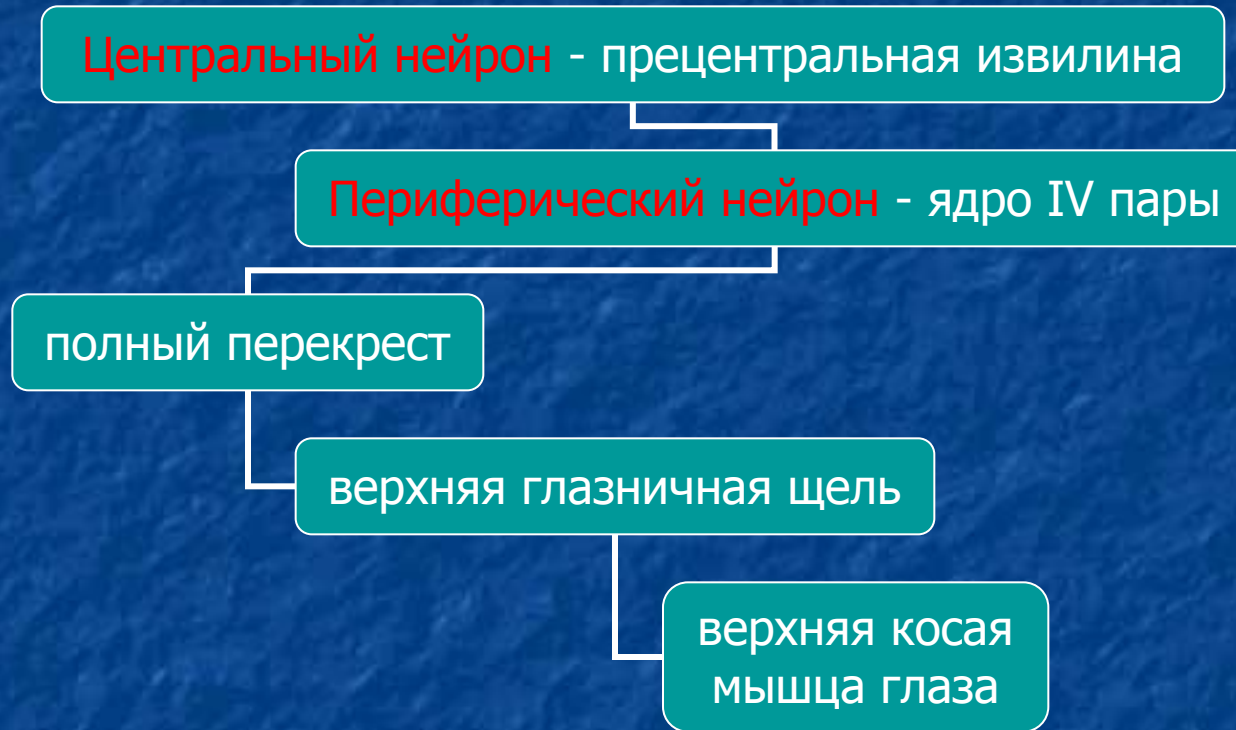 Центральный нейрон - прецентральная извилина
Периферический нейрон - ядро IV пары
полный перекрест
верхняя глазничная щель
верхняя косая
мышца глаза